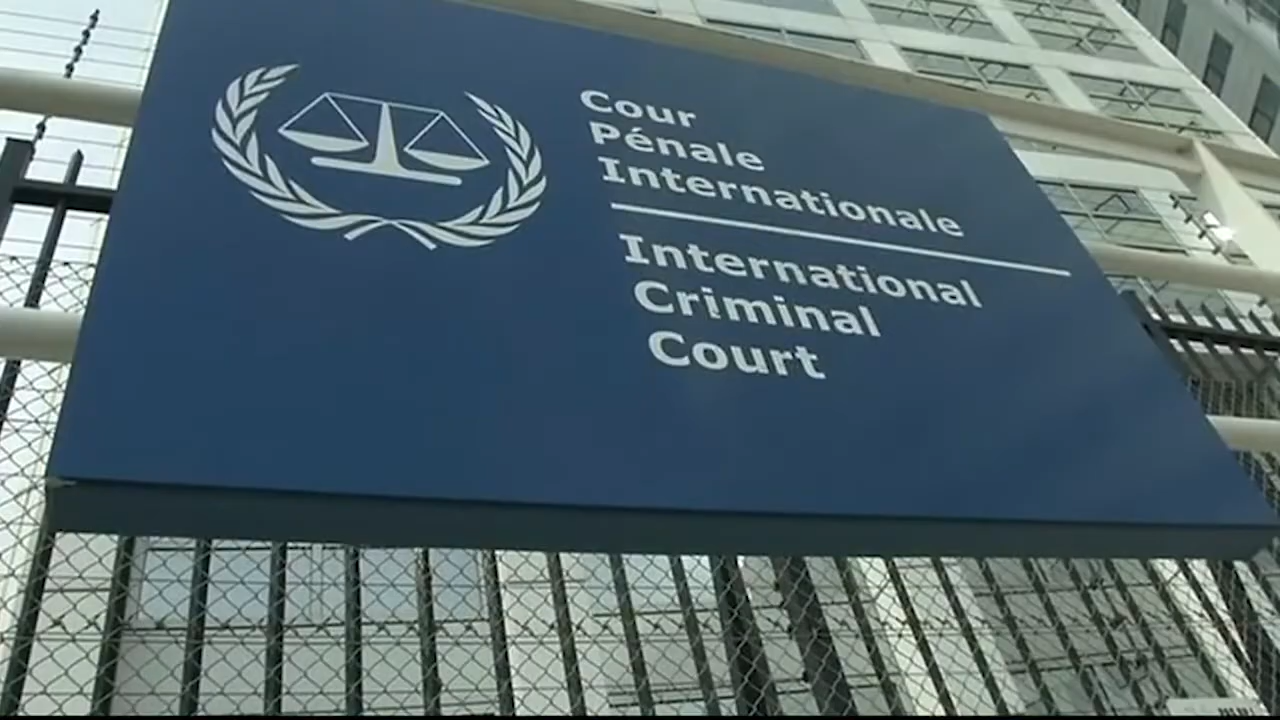 Cour
Pénale
Internationale
International
Criminal
Court